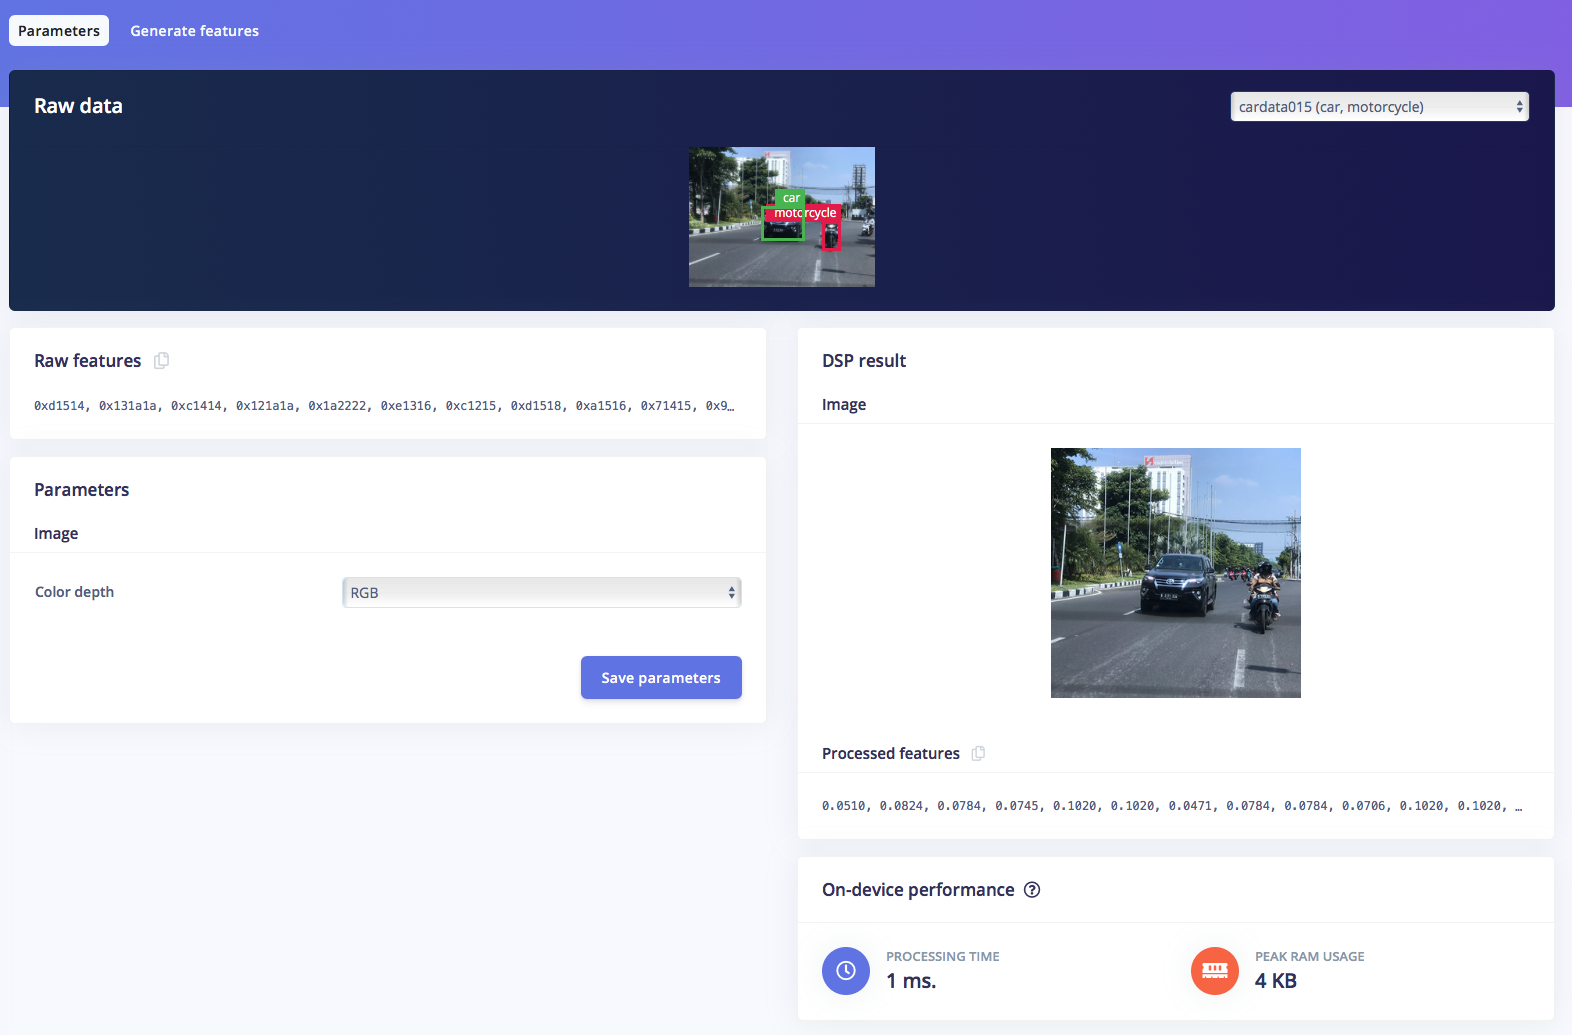 Parameters
Generate features
Raw data
cardata015 (car, motorcycle)
car
motorcycle
Raw features
0xd1514, 0x131a1a, 0xc1414, 0x121a1a, 0x1a2222, 0xe1316, 0xc1215, 0xd1518, 0xa1516, 0x71415, 0x9…
Parameters
Image
Color depth
RGB
Save parameters
DSP result
Image
Processed features
0.0510, 0.0824, 0.0784, 0.0745, 0.1020, 0.1020, 0.0471, 0.0784, 0.0784, 0.0706, 0.1020, 0.1020, …
On-device performance
PROCESSING TIME
1 ms.
PEAK RAM USAGE
4 KB